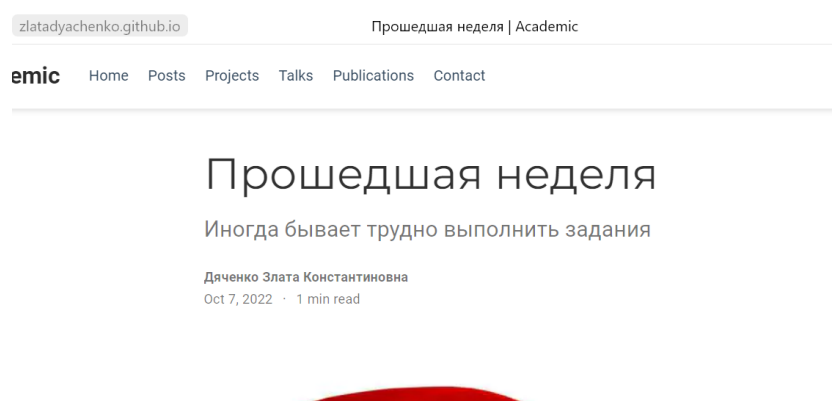 zlatadyachenko.github.io
Прошедшая неделя | Academic
emic Home Posts Projects Talks Publications Contact
Прошедшая неделя
Иногда бывает трудно выполнить задания
Дяченко Злата Константиновна
Oct 7, 2022 · 1 min read